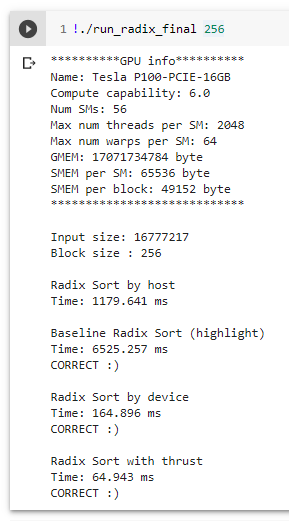 1 !./run_radix_final 256
**********GPU info**********
Name: Tesla P100-PCIE-16GB
Compute capability: 6.0
Num SMs: 56
Max num threads per SM: 2048
Max num warps per SM: 64
GMEM: 17071734784 byte
SMEM per SM: 65536 byte
SMEM per block: 49152 byte
****************************
Input size: 16777217
Block size : 256
Radix Sort by host
Time: 1179.641 ms
Baseline Radix Sort (highlight)
Time: 6525.257 ms
CORRECT :)
Radix Sort by device
Time: 164.896 ms
CORRECT :)
Radix Sort with thrust
Time: 64.943 ms
CORRECT :)